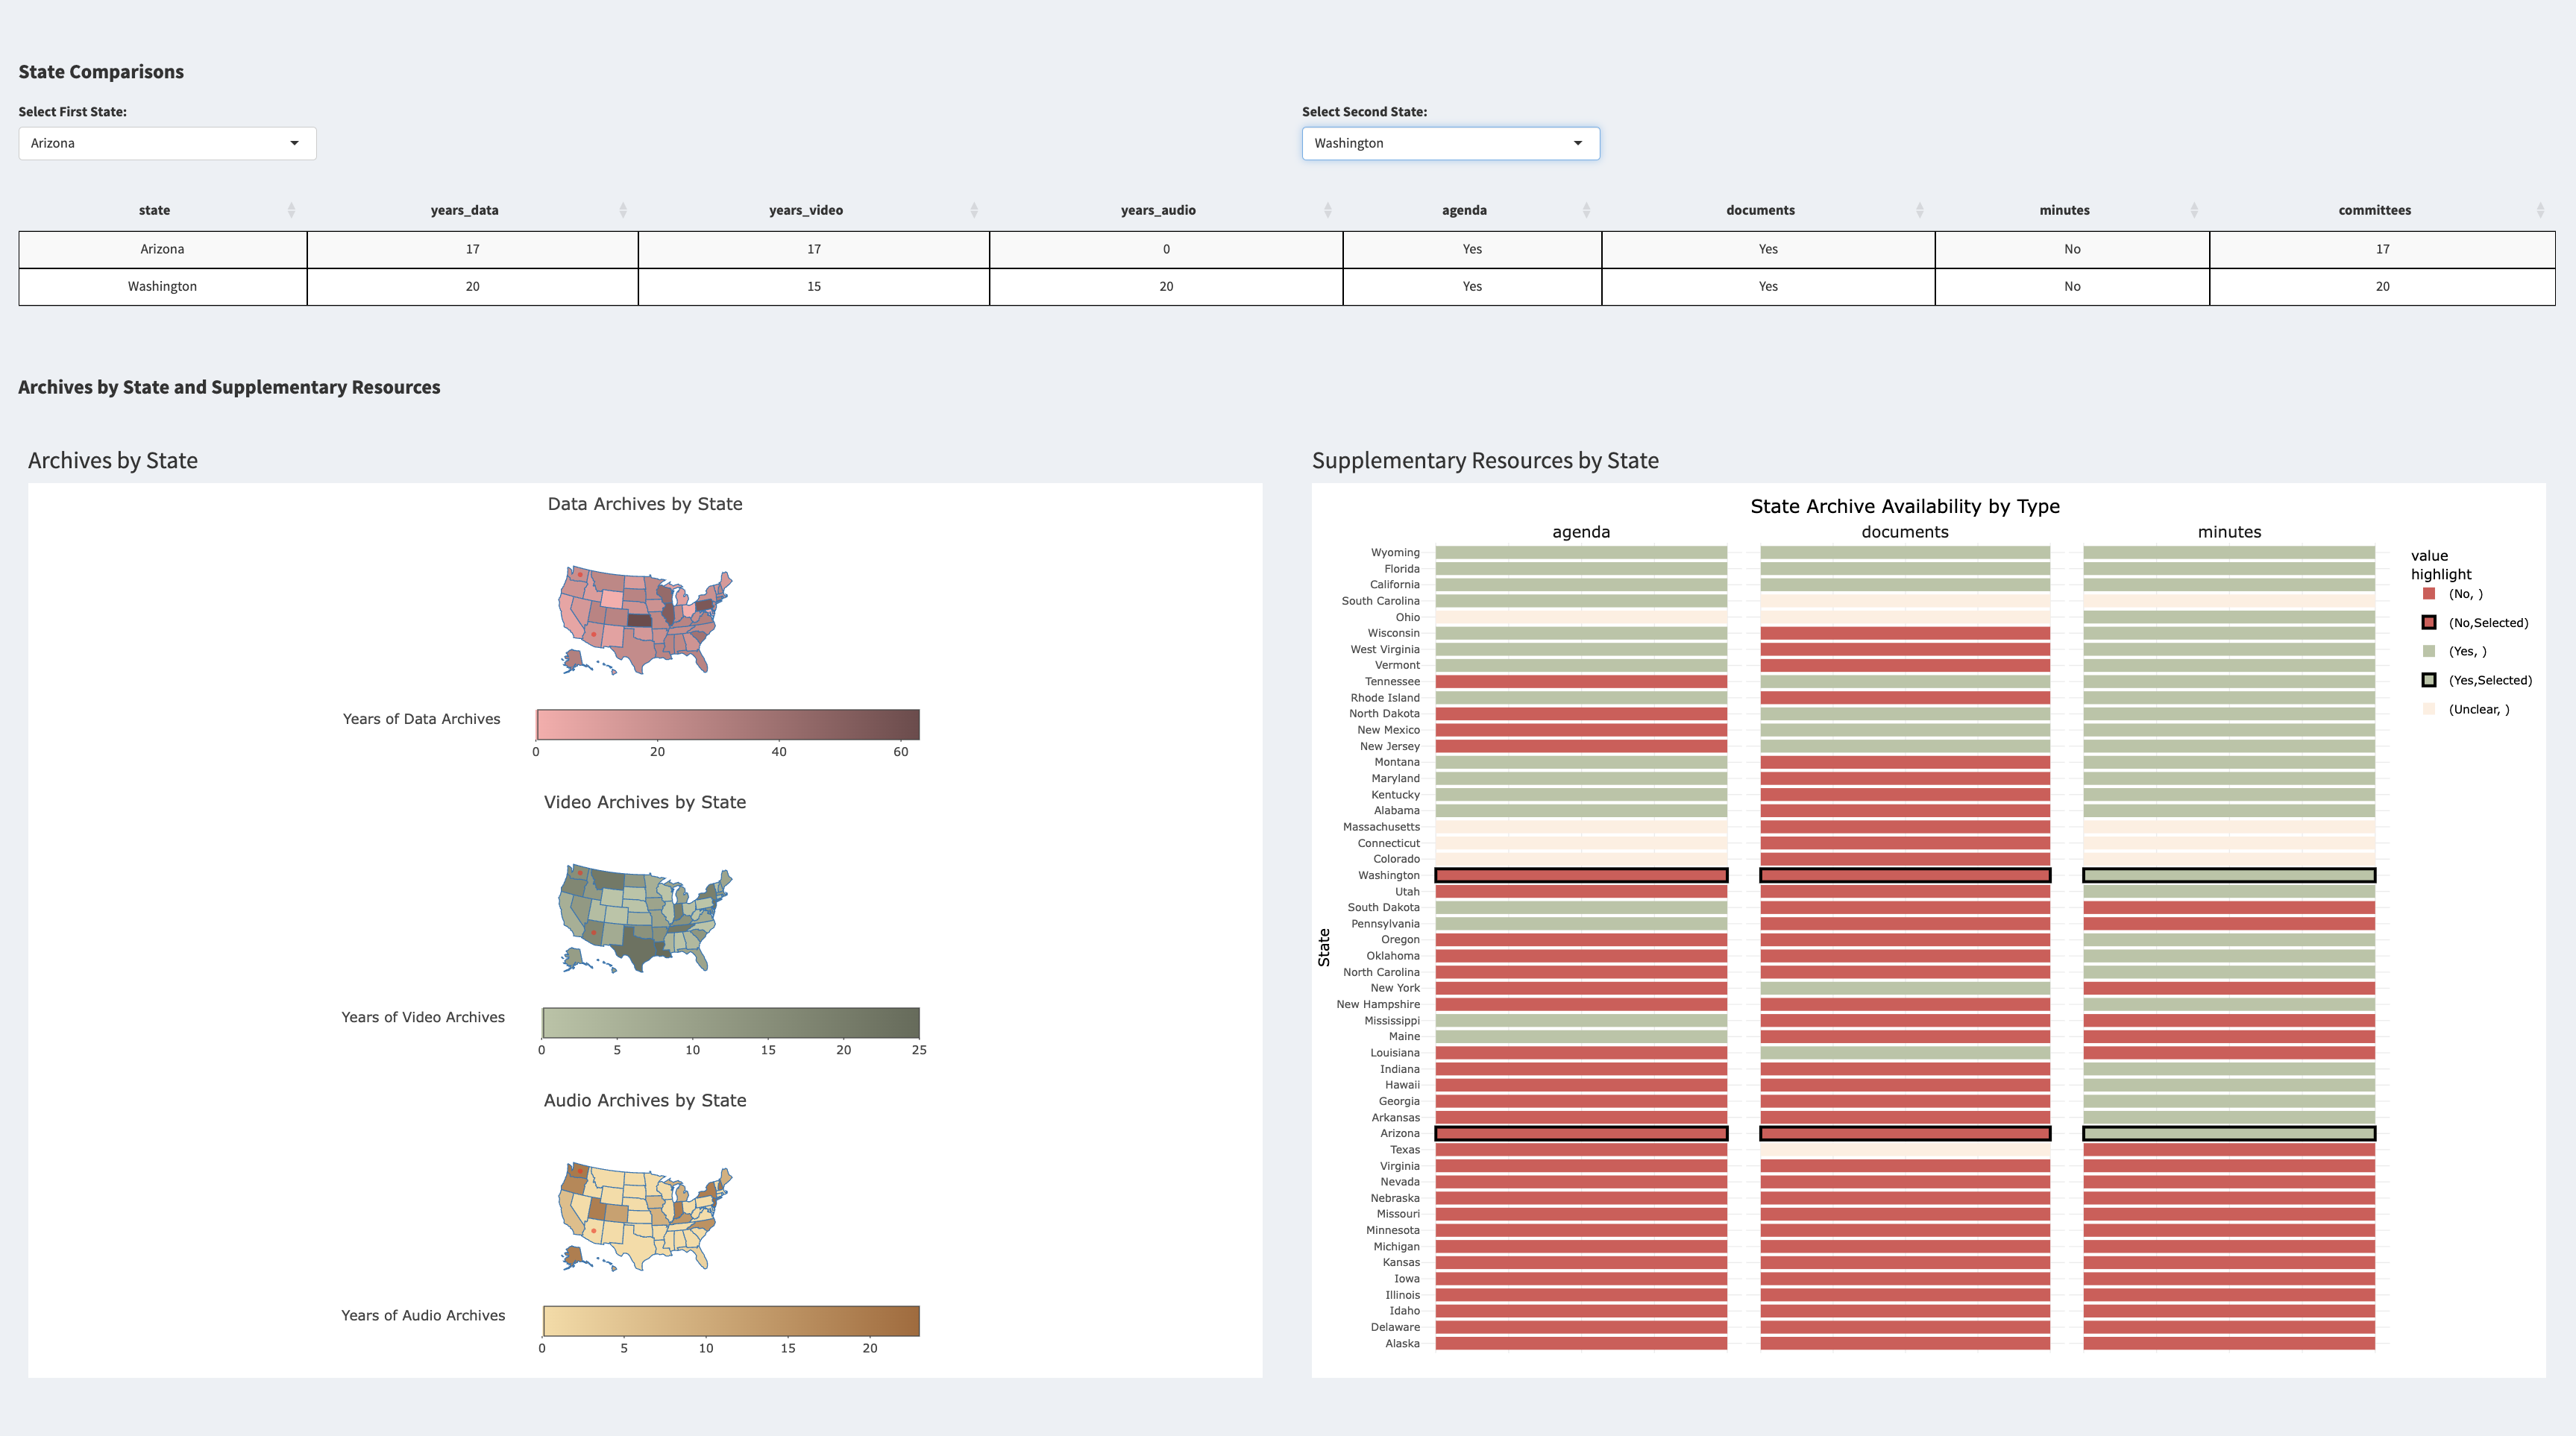 State Comparisons
Select First State:
Select Second State:
Arizona
Washington
state years_data years_video years_audio agenda documents minutes committees
Arizona 17 17 0 Yes Yes No 17
Washington 20 15 20 Yes Yes No 20
Archives by State and Supplementary Resources
Archives by State
Data Archives by State
Years of Data Archives
0 20 40 60
Video Archives by State
Years of Video Archives
0 5 10 15 20 25
Audio Archives by State
Years of Audio Archives
0 5 10 15 20
Supplementary Resources by State
State Archive Availability by Type
agenda documents minutes
State
Wyoming
Florida
California
South Carolina
Ohio
Wisconsin
West Virginia
Vermont
Tennessee
Rhode Island
North Dakota
New Mexico
New Jersey
Montana
Maryland
Kentucky
Alabama
Massachusetts
Connecticut
Colorado
Washington
Utah
South Dakota
Pennsylvania
Oregon
Oklahoma
North Carolina
New York
New Hampshire
Mississippi
Maine
Louisiana
Indiana
Hawaii
Georgia
Arkansas
Arizona
Texas
Virginia
Nevada
Nebraska
Missouri
Minnesota
Michigan
Kansas
Iowa
Illinois
Idaho
Delaware
Alaska
value
highlight
(No, )
(No,Selected)
(Yes, )
(Yes,Selected)
(Unclear, )